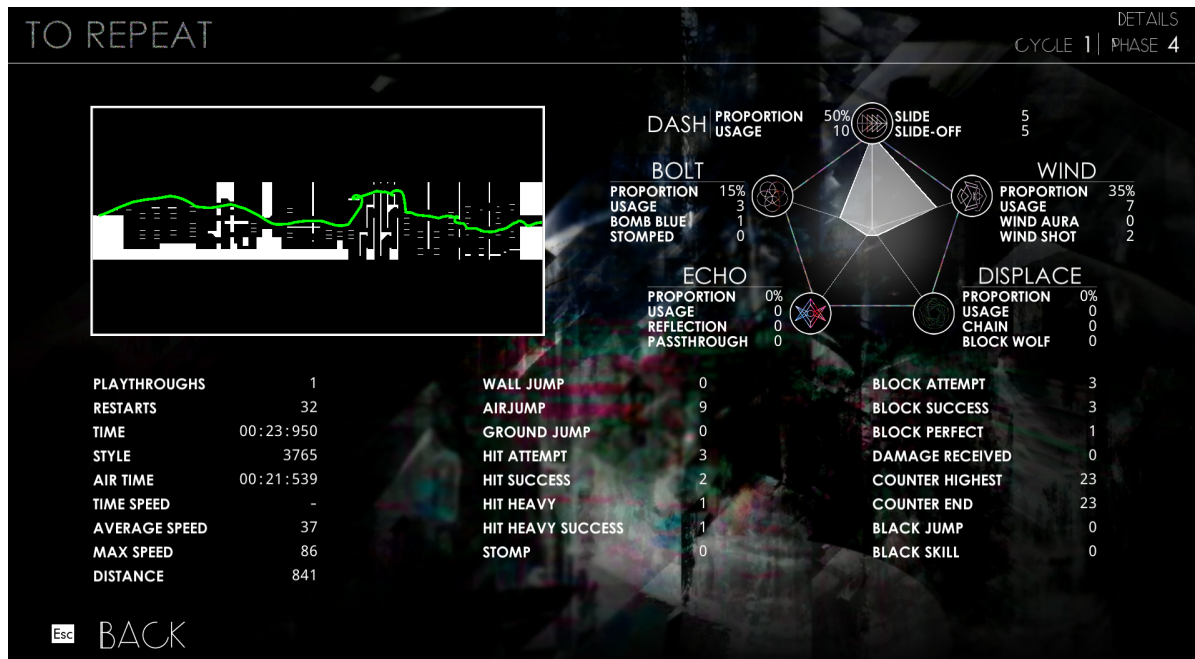 TO REPEAT
DETAILS
CYCLE 1 | PHASE 4
DASH
PROPORTION 50%
USAGE 10
SLIDE 5
SLIDE-OFF 5
BOLT
PROPORTION 15%
USAGE 3
BOMB BLUE 1
STOMPED 0
WIND
PROPORTION 35%
USAGE 7
WIND AURA 0
WIND SHOT 2
ECHO
PROPORTION 0%
USAGE 0
REFLECTION 0
PASSTHROUGH 0
DISPLACE
PROPORTION 0%
USAGE 0
CHAIN 0
BLOCK WOLF 0
PLAYTHROUGHS 1
RESTARTS 32
TIME 00:23:950
STYLE 3765
AIR TIME 00:21:539
TIME SPEED -
AVERAGE SPEED 37
MAX SPEED 86
DISTANCE 841
WALL JUMP 0
AIRJUMP 9
GROUND JUMP 0
HIT ATTEMPT 3
HIT SUCCESS 2
HIT HEAVY 1
HIT HEAVY SUCCESS 1
STOMP 0
BLOCK ATTEMPT 3
BLOCK SUCCESS 3
BLOCK PERFECT 1
DAMAGE RECEIVED 0
COUNTER HIGHEST 23
COUNTER END 23
BLACK JUMP 0
BLACK SKILL 0
Esc BACK